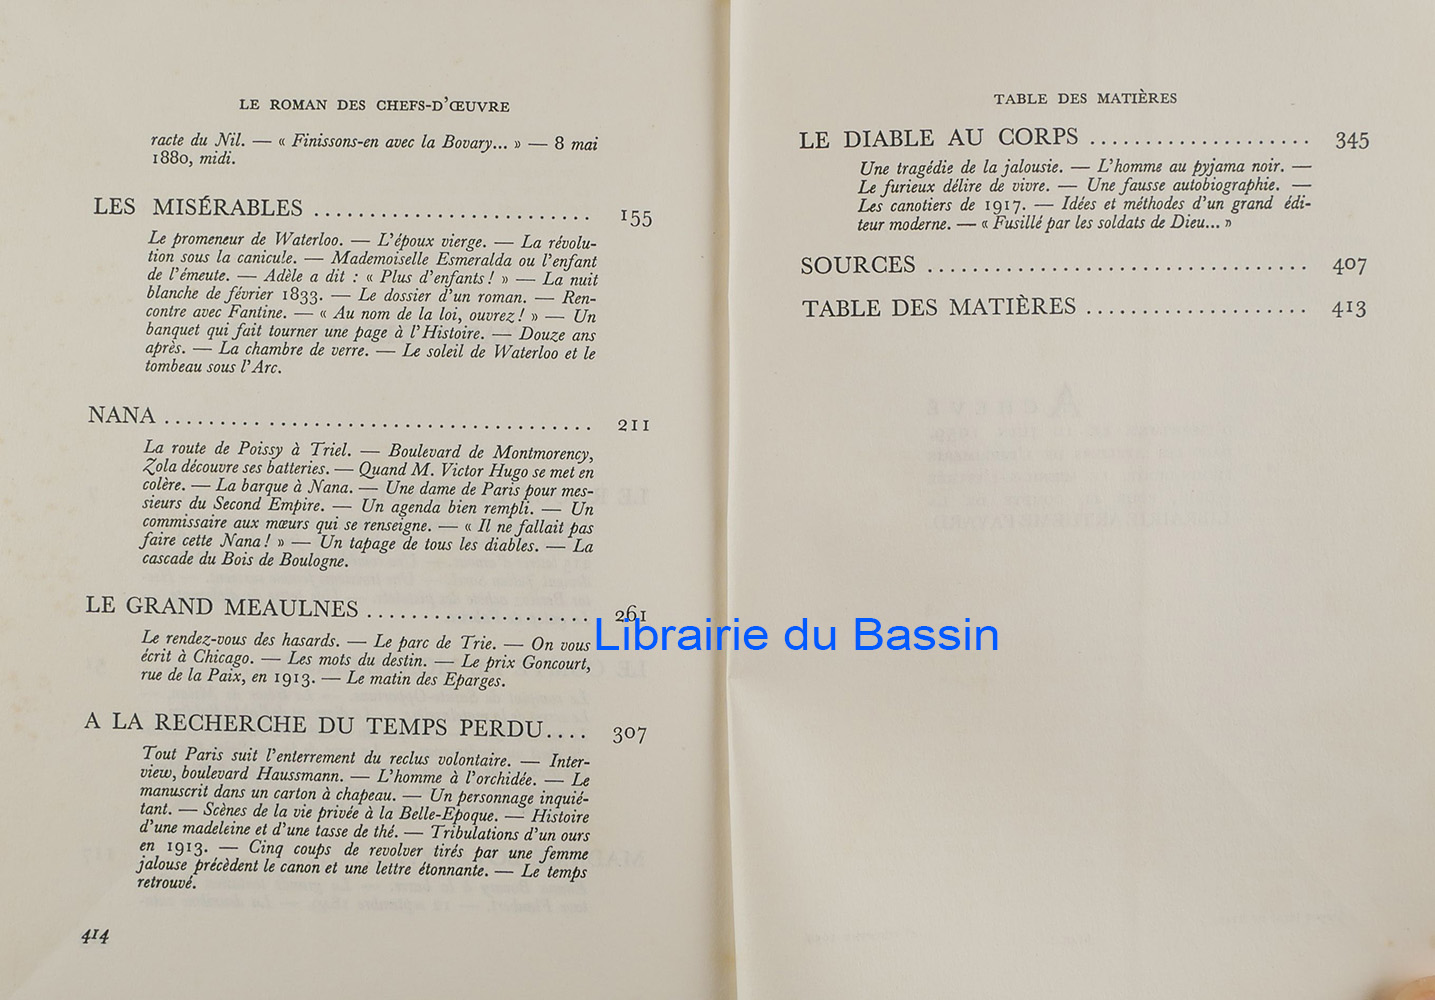 LE ROMAN DES CHEFS-D'ŒUVRE
racte du Nil. — « Finissons-en avec la Bovary... » — 8 mai
1880, midi.
LES MISÉRABLES .......................... 155
Le promeneur de Waterloo. — L'époux vierge. — La révolu-
tion sous la canicule. — Mademoiselle Esmeralda ou l'enfant
de l'émeute. — Adèle a dit : « Plus d'enfants ! » — La nuit
blanche de février 1833. — Le dossier d'un roman. — Ren-
contre avec Fantine. — « Au nom de la loi, ouvrez ! » — Un
banquet qui fait tourner une page à l'Histoire. — Douze ans
après. — La chambre de verre. — Le soleil de Waterloo et le
tombeau sous l'Arc.
NANA ........................................ 211
La route de Poissy à Triel. — Boulevard de Montmorency,
Zola découvre ses batteries. — Quand M. Victor Hugo se met en
colère. — La barque à Nana. — Une dame de Paris pour mes-
sieurs du Second Empire. — Un agenda bien rempli. — Un
commissaire aux mœurs qui se renseigne. — « Il ne fallait pas
faire cette Nana ! » — Un tapage de tous les diables. — La
cascade du Bois de Boulogne.
LE GRAND MEAULNES ..................... 261
Le rendez-vous des hasards. — Le parc de Trie. — On vous
écrit à Chicago. — Les mots du destin. — Le prix Goncourt,
rue de la Paix, en 1913. — Le matin des Eparges.
A LA RECHERCHE DU TEMPS PERDU.... 307
Tout Paris suit l'enterrement du reclus volontaire. — Inter-
view, boulevard Haussmann. — L'homme à l'orchidée. — Le
manuscrit dans un carton à chapeau. — Un personnage inquié-
tant. — Scènes de la vie privée à la Belle-Epoque. — Histoire
d'une madeleine et d'une tasse de thé. — Tribulations d'un ours
en 1913. — Cinq coups de revolver tirés par une femme
jalouse précèdent le canon et une lettre étonnante. — Le temps
retrouvé.
414
TABLE DES MATIÈRES
LE DIABLE AU CORPS .................... 345
Une tragédie de la jalousie. — L'homme au pyjama noir. —
Le furieux délire de vivre. — Une fausse autobiographie. —
Les canotiers de 1917. — Idées et méthodes d'un grand édi-
teur moderne. — « Fusillé par les soldats de Dieu... »
SOURCES .................................. 407
TABLE DES MATIÈRES .................... 413
Librairie du Bassin